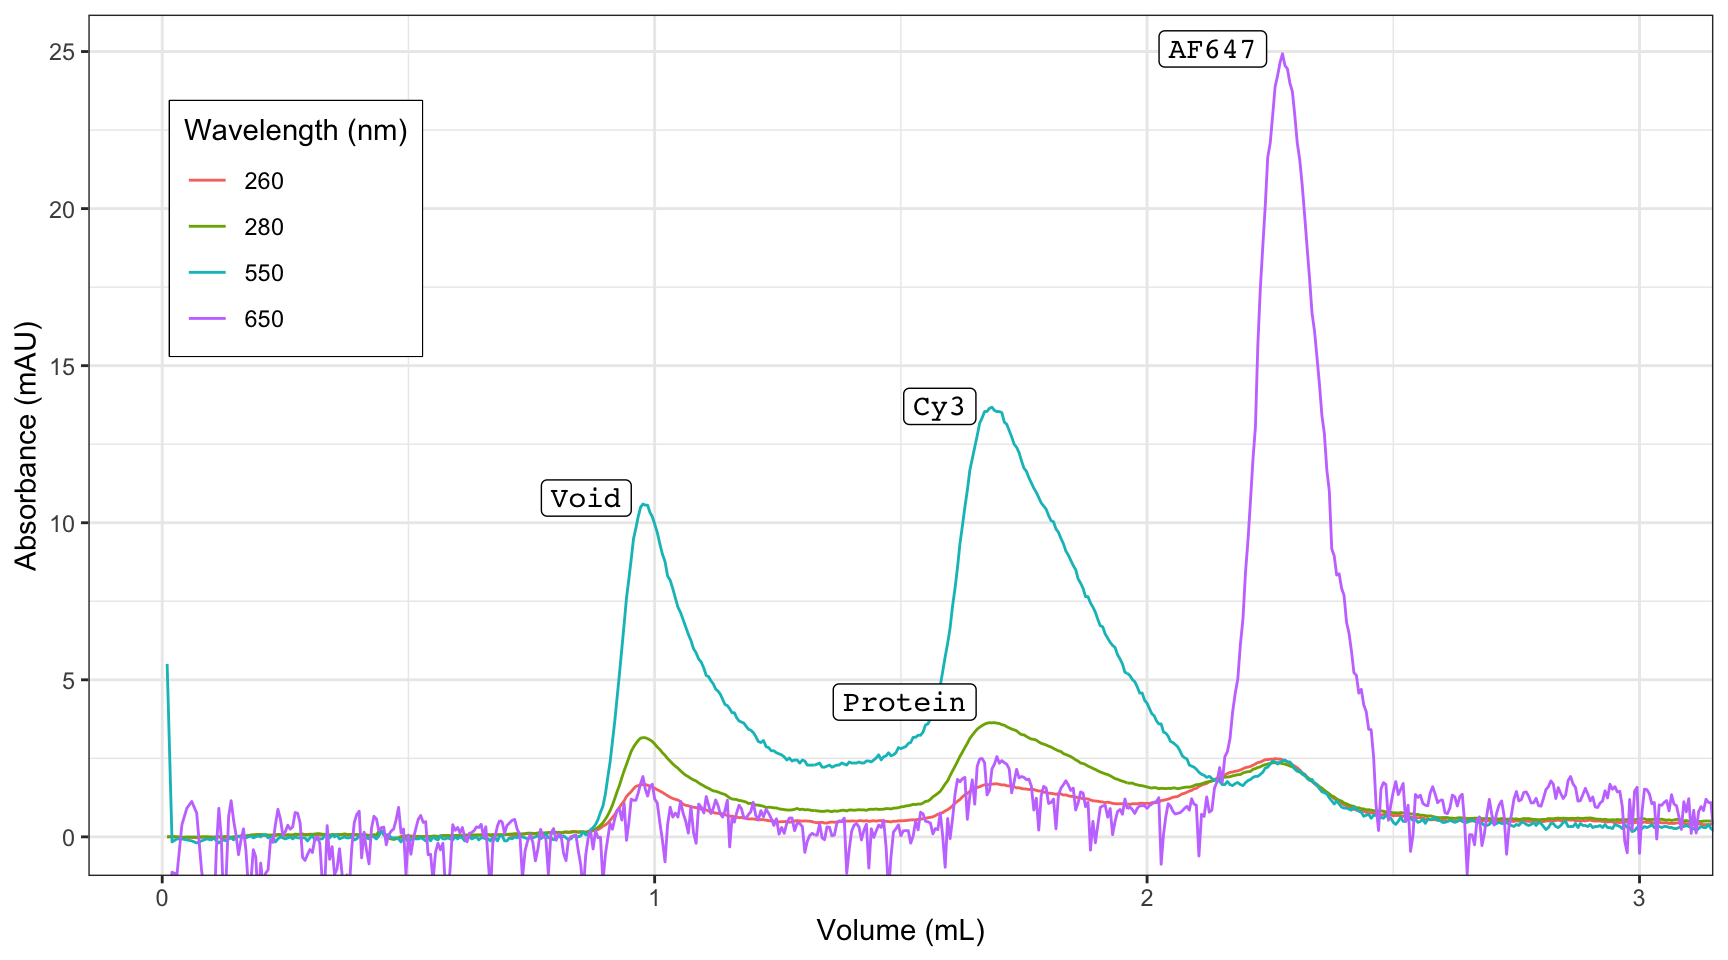 AF647
Wavelength (nm)
260
280
550
650
Cy3
Void
Protein
25
20
15
10
5
0
Absorbance (mAU)
0 1 2 3
Volume (mL)